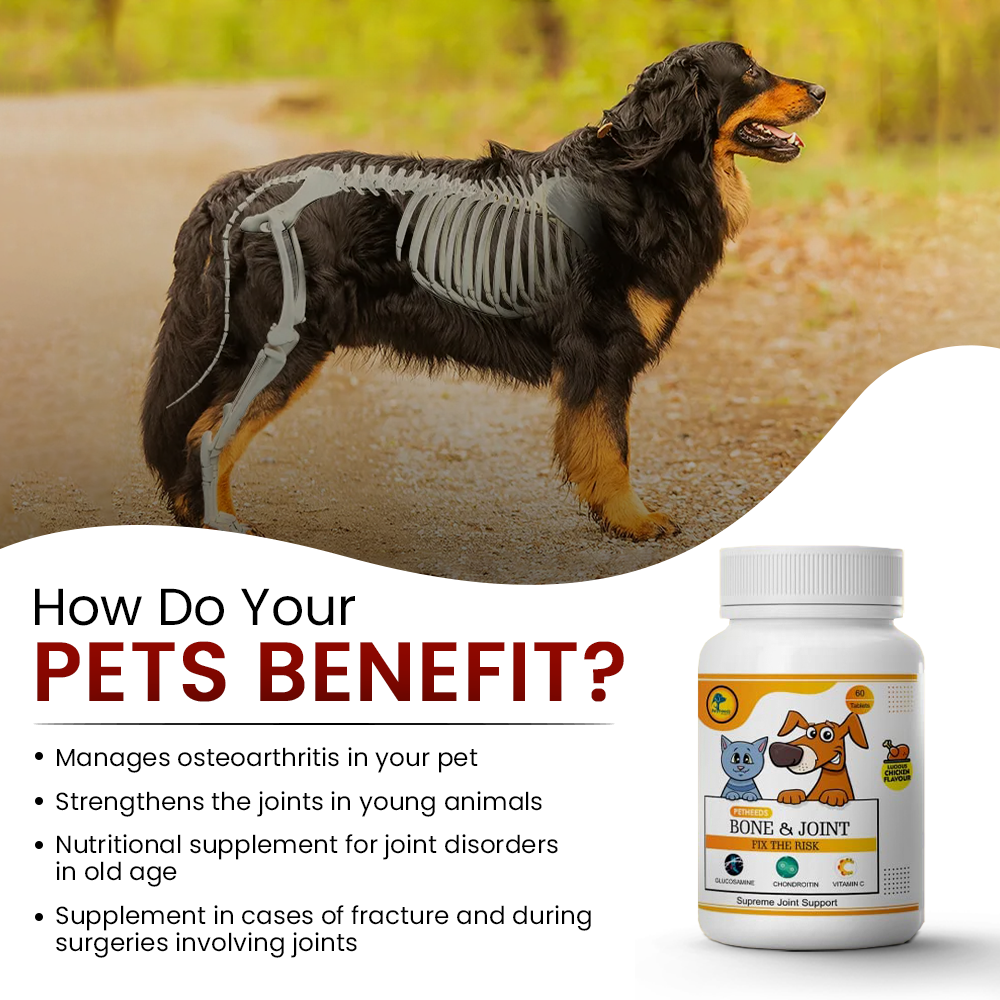 How Do Your
PETS BENEFIT?
• Manages osteoarthritis in your pet
• Strengthens the joints in young animals
• Nutritional supplement for joint disorders
in old age
• Supplement in cases of fracture and during
surgeries involving joints
60
Tablets
LUCIOUS
CHICKEN
FLAVOUR
PETHEEDS
BONE & JOINT
FIX THE RISK
GLUCOSAMINE CHONDROITIN VITAMIN C
Supreme Joint Support